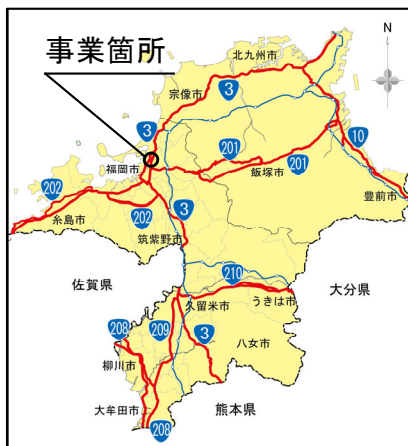 事業箇所
N
北九州市
宗像市
3
3
201
10
福岡市
飯塚市
201
202
豊前市
糸島市
202
3
筑紫野市
佐賀県
210
大分県
久留米市
うきは市
208
209
3
八女市
柳川市
大牟田市
熊本県
208